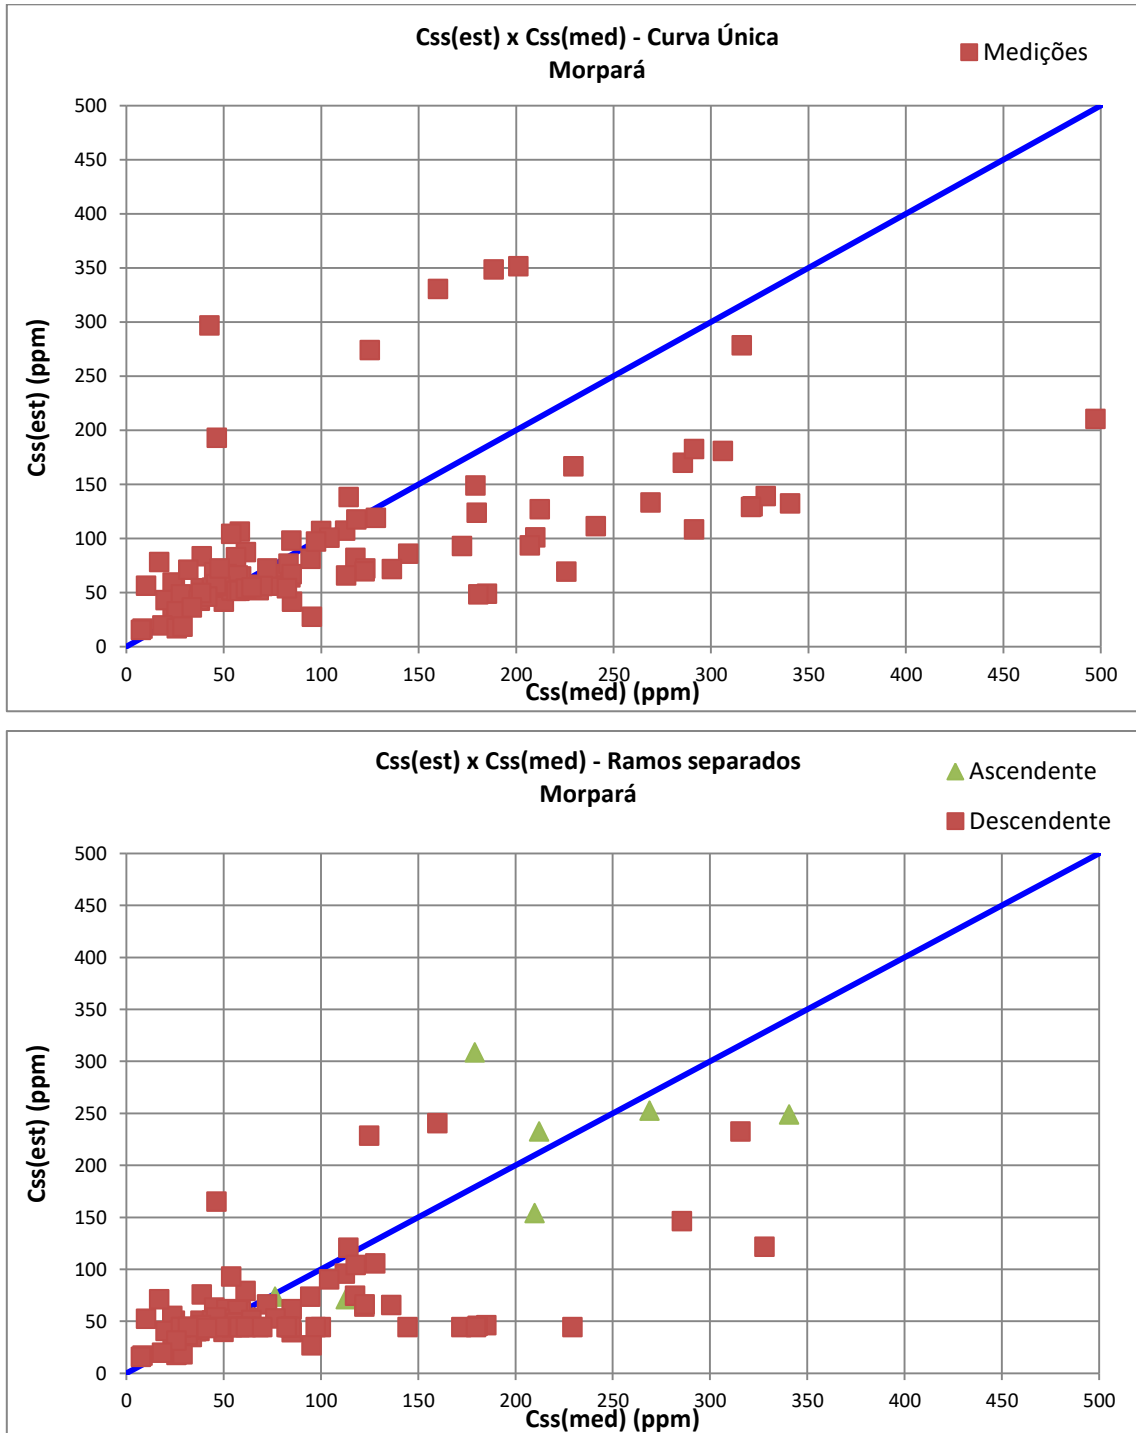 Css(est) x Css(med) - Curva Única
Morpará
Medições
500
450
400
350
300
250
200
150
100
50
0
Css(est) (ppm)
0 50 100 150 200 250 300 350 400 450 500
Css(med) (ppm)
Css(est) x Css(med) - Ramos separados
Morpará
Ascendente
Descendente
500
450
400
350
300
250
200
150
100
50
0
Css(est) (ppm)
0 50 100 150 200 250 300 350 400 450 500
Css(med) (ppm)